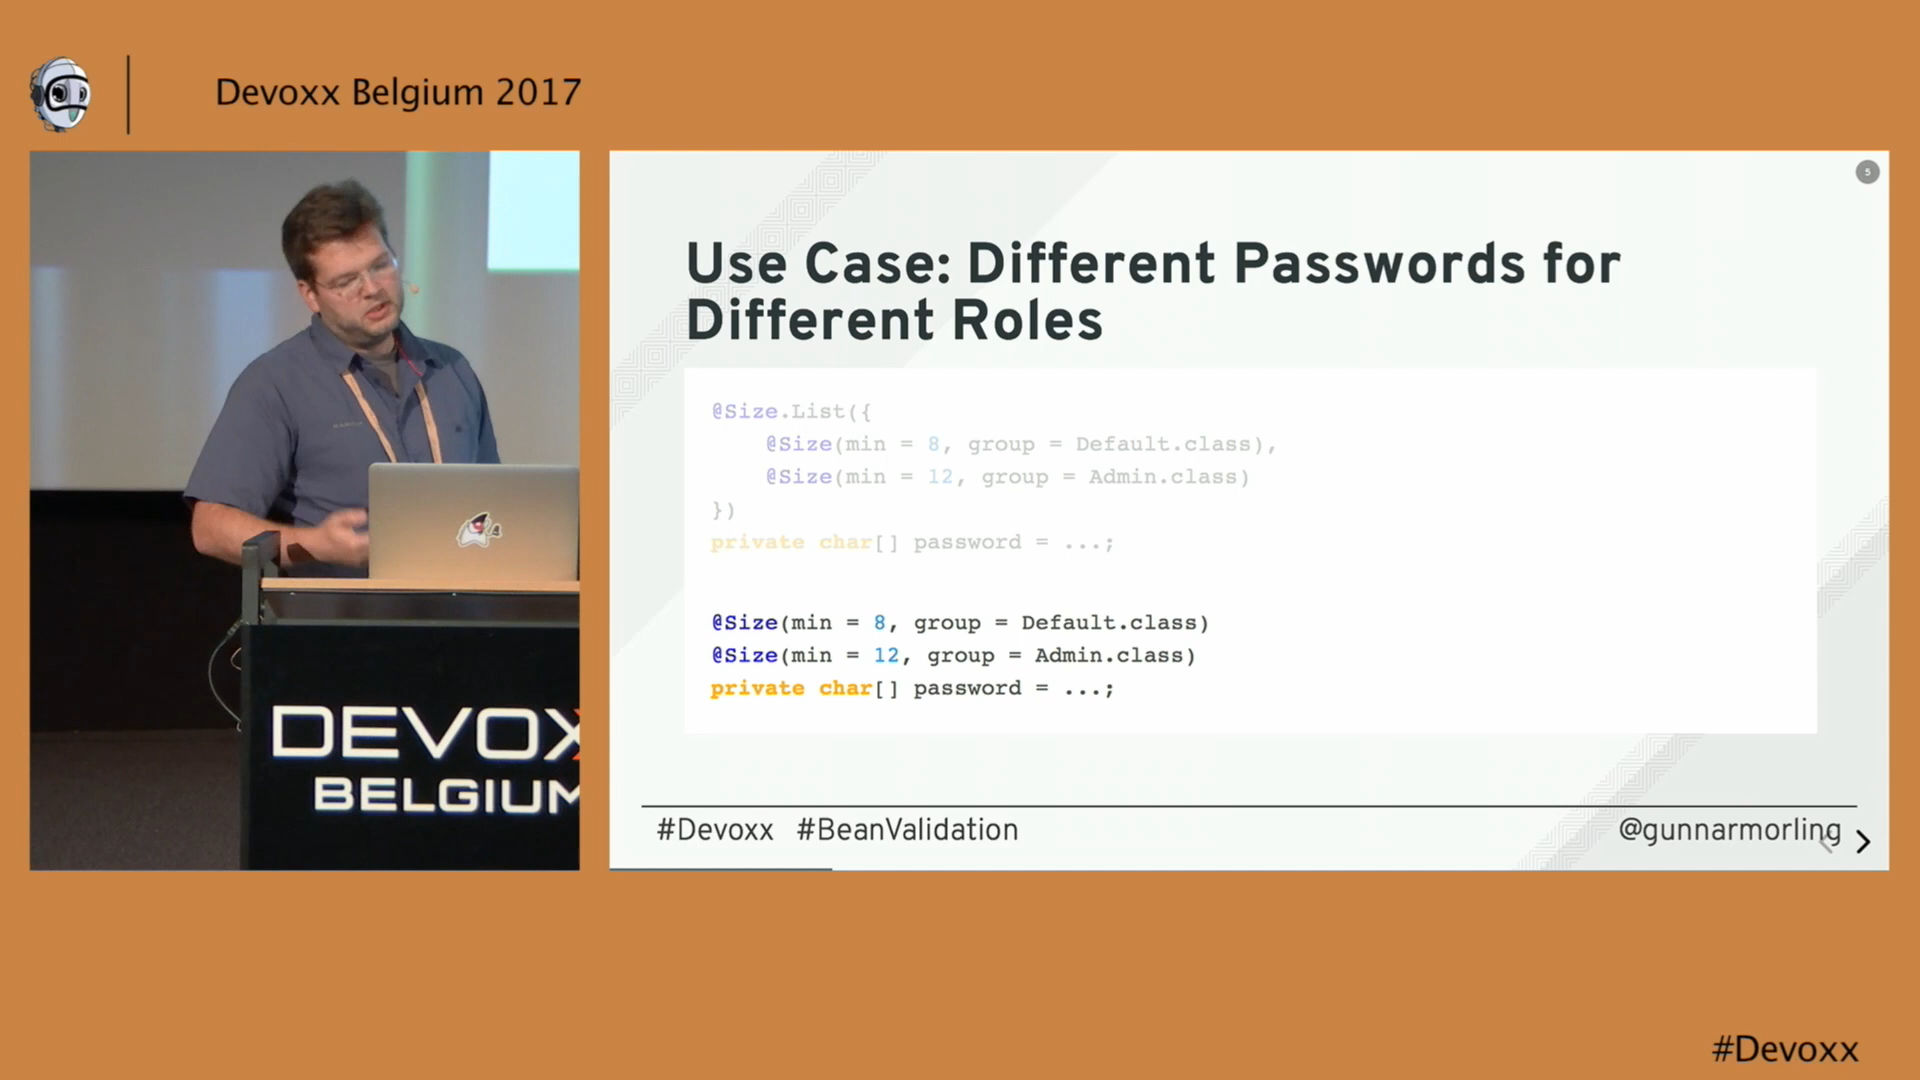 Devoxx Belgium 2017
5
Use Case: Different Passwords for
Different Roles
@Size.List({
    @Size(min = 8, group = Default.class),
    @Size(min = 12, group = Admin.class)
})
private char[] password = ...;
@Size(min = 8, group = Default.class)
@Size(min = 12, group = Admin.class)
private char[] password = ...;
#Devoxx #BeanValidation
@gunnarmorling
DEVOX
BELGIUM
#Devoxx